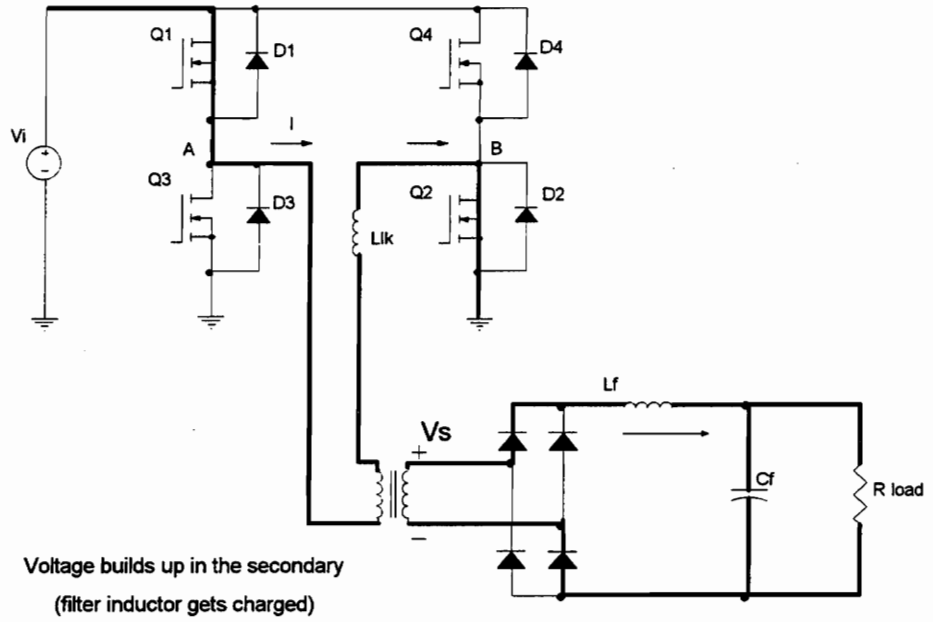 Q1
D1
Q4
D4
Vi
+
-
I
A
B
Q3
D3
Q2
D2
Llk
Lf
Vs
+
-
Cf
R load
Voltage builds up in the secondary
(filter inductor gets charged)